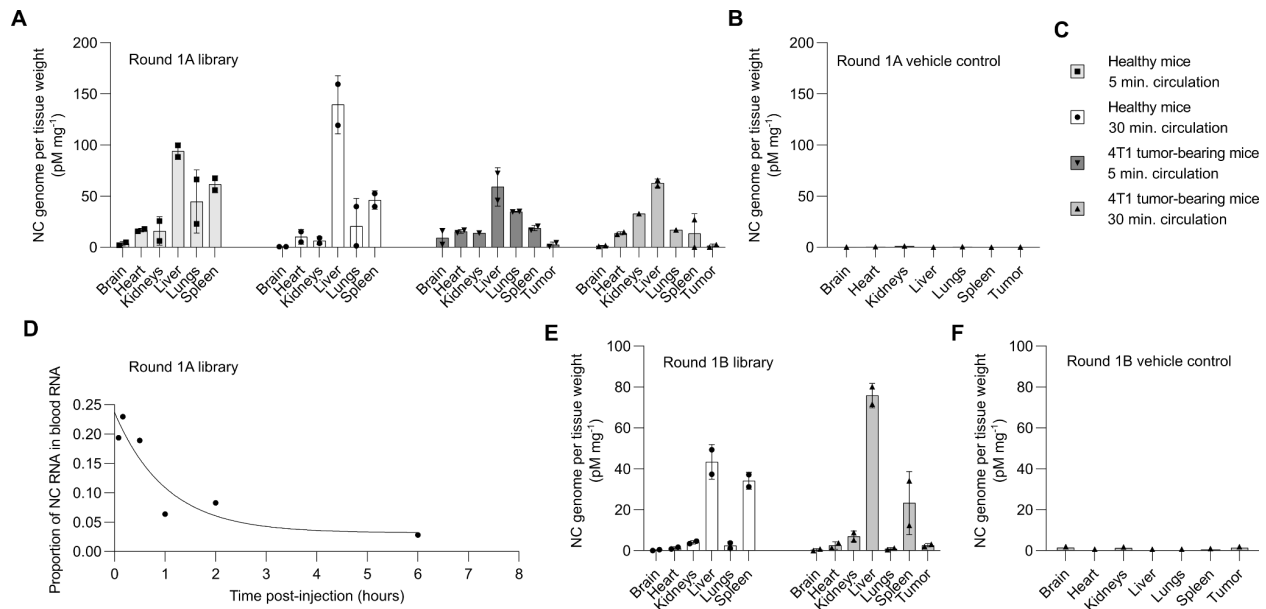 A
Round 1A library
NC genome per tissue weight
(pM mg⁻¹)
200
150
100
50
0
Brain
Heart
Kidneys
Liver
Lungs
Spleen
Brain
Heart
Kidneys
Liver
Lungs
Spleen
Brain
Heart
Kidneys
Liver
Lungs
Spleen
Tumor
Brain
Heart
Kidneys
Liver
Lungs
Spleen
Tumor
B
Round 1A vehicle control
NC genome per tissue weight
(pM mg⁻¹)
200
150
100
50
0
Brain
Heart
Kidneys
Liver
Lungs
Spleen
Tumor
C
Healthy mice
5 min. circulation
Healthy mice
30 min. circulation
4T1 tumor-bearing mice
5 min. circulation
4T1 tumor-bearing mice
30 min. circulation
D
Round 1A library
Proportion of NC RNA in blood RNA
0.25
0.20
0.15
0.10
0.05
0.00
0
1
2
3
4
5
6
7
8
Time post-injection (hours)
E
Round 1B library
NC genome per tissue weight
(pM mg⁻¹)
100
80
60
40
20
0
Brain
Heart
Kidneys
Liver
Lungs
Spleen
Brain
Heart
Kidneys
Liver
Lungs
Spleen
Tumor
F
Round 1B vehicle control
NC genome per tissue weight
(pM mg⁻¹)
100
80
60
40
20
0
Brain
Heart
Kidneys
Liver
Lungs
Spleen
Tumor